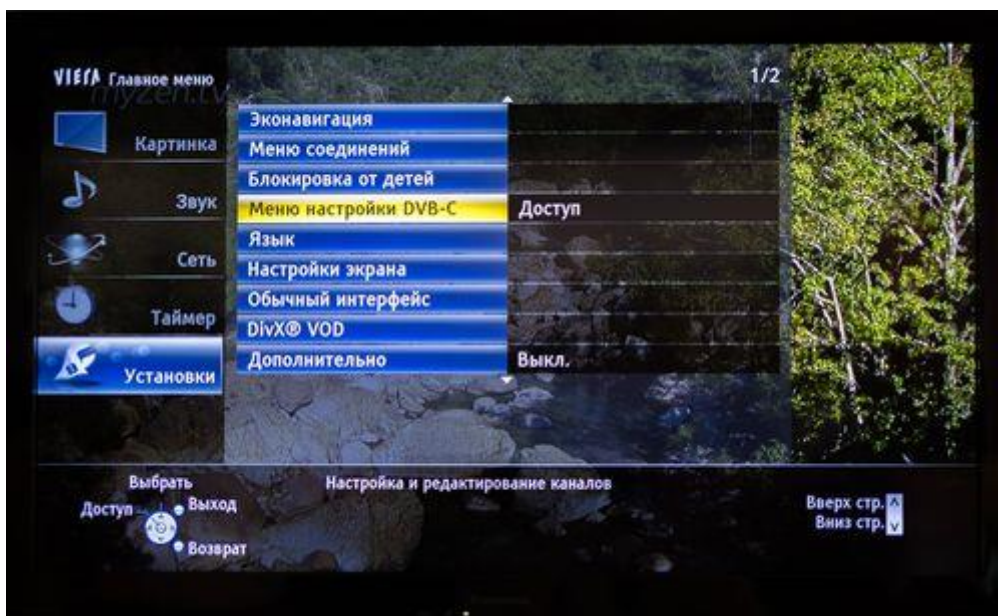 VIERA Главное меню
myzen.tv
1/2
Картинка
Звук
Сеть
Таймер
Установки
Эконавигация
Меню соединений
Блокировка от детей
Меню настройки DVB-C Доступ
Язык
Настройки экрана
Обычный интерфейс
DivX® VOD
Дополнительно Выкл.
Выбрать
Доступ
Выход
Возврат
Настройка и редактирование каналов
Вверх стр.
Вниз стр.